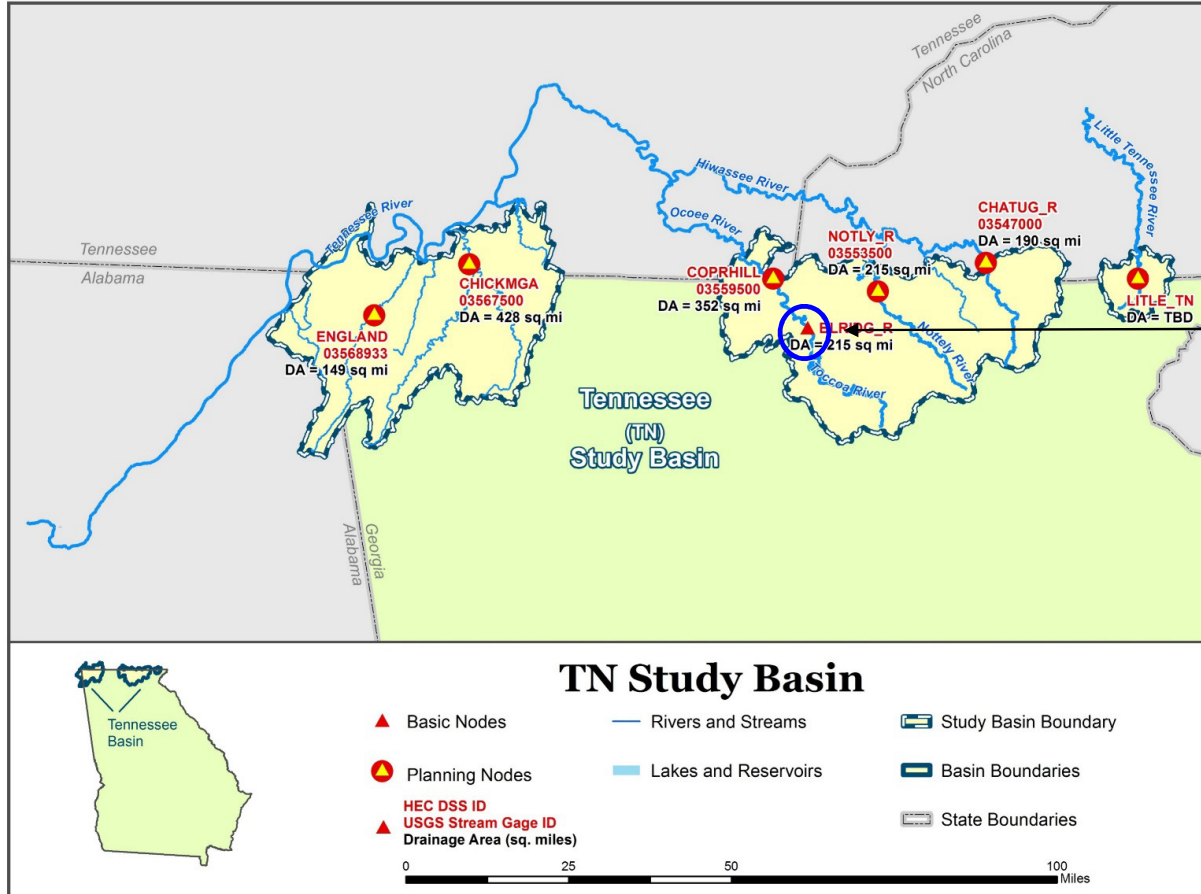 Tennessee
North Carolina
Little Tennessee River
Hiwassee River
Ocoee River
Tennessee River
CHATUG_R
03547000
DA = 190 sq mi
NOTLY_R
03553500
DA = 215 sq mi
Tennessee
Alabama
COPRHILL
03559500
DA = 352 sq mi
CHICKMGA
03567500
DA = 428 sq mi
LITLE_TN
DA = TBD
ENGLAND
03568933
DA = 149 sq mi
ELRIDG_R
DA = 215 sq mi
Nottely River
Toccoa River
Tennessee
(TN)
Study Basin
Georgia
Alabama
TN Study Basin
Tennessee
Basin
Basic Nodes
Planning Nodes
HEC DSS ID
USGS Stream Gage ID
Drainage Area (sq. miles)
Rivers and Streams
Lakes and Reservoirs
Study Basin Boundary
Basin Boundaries
State Boundaries
0 25 50 100
Miles